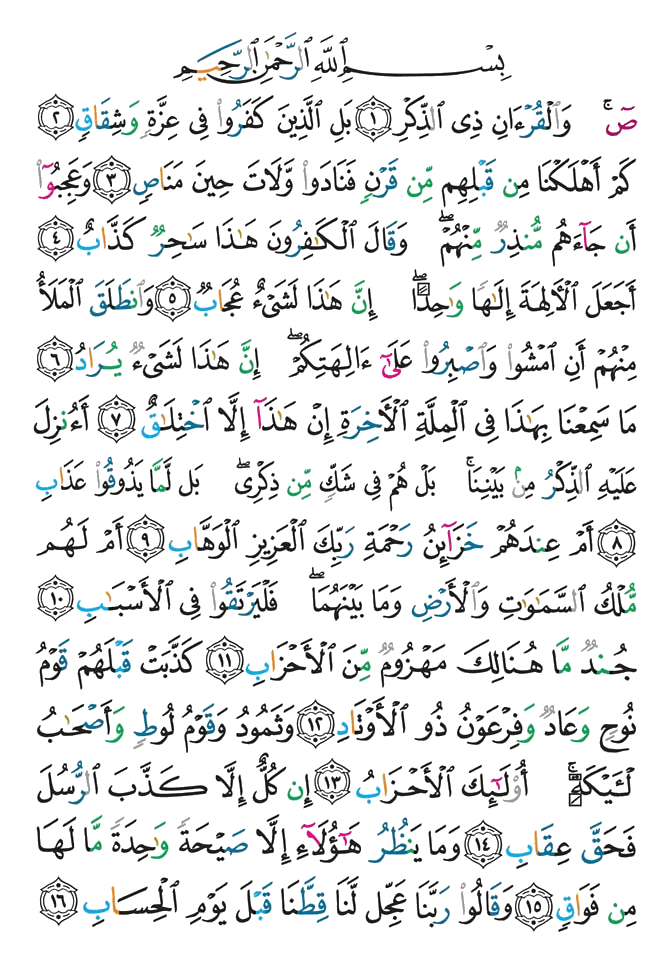 بِسْمِ ٱللَّهِ ٱلرَّحْمَٰنِ ٱلرَّحِيمِ
صٓۚ وَٱلْقُرْءَانِ ذِى ٱلذِّكْرِ ١ بَلِ ٱلَّذِينَ كَفَرُوا۟ فِى عِزَّةٍ وَشِقَاقٍ ٢
كَمْ أَهْلَكْنَا مِن قَبْلِهِم مِّن قَرْنٍ فَنَادَوا۟ وَّلَاتَ حِينَ مَنَاصٍ ٣ وَعَجِبُوٓا۟
أَن جَآءَهُم مُّنذِرٌ مِّنْهُمْۖ وَقَالَ ٱلْكَٰفِرُونَ هَٰذَا سَٰحِرٌ كَذَّابٌ ٤
أَجَعَلَ ٱلْءَالِهَةَ إِلَٰهًا وَٰحِدًاۖ إِنَّ هَٰذَا لَشَىْءٌ عُجَابٌ ٥ وَٱنطَلَقَ ٱلْمَلَأُ
مِنْهُمْ أَنِ ٱمْشُوا۟ وَٱصْبِرُوا۟ عَلَىٰٓ ءَالِهَتِكُمْۖ إِنَّ هَٰذَا لَشَىْءٌ يُرَادُ ٦
مَا سَمِعْنَا بِهَٰذَا فِى ٱلْمِلَّةِ ٱلْءَاخِرَةِ إِنْ هَٰذَآ إِلَّا ٱخْتِلَٰقٌ ٧ أَءُنزِلَ
عَلَيْهِ ٱلذِّكْرُ مِنۢ بَيْنِنَاۚ بَلْ هُمْ فِى شَكٍّ مِّن ذِكْرِىۖ بَل لَّمَّا يَذُوقُوا۟ عَذَابِ
٨ أَمْ عِندَهُمْ خَزَآئِنُ رَحْمَةِ رَبِّكَ ٱلْعَزِيزِ ٱلْوَهَّابِ ٩ أَمْ لَهُم
مُّلْكُ ٱلسَّمَٰوَٰتِ وَٱلْأَرْضِ وَمَا بَيْنَهُمَاۖ فَلْيَرْتَقُوا۟ فِى ٱلْأَسْبَٰبِ ١٠
جُندٌ مَّا هُنَالِكَ مَهْزُومٌ مِّنَ ٱلْأَحْزَابِ ١١ كَذَّبَتْ قَبْلَهُمْ قَوْمُ
نُوحٍ وَعَادٌ وَفِرْعَوْنُ ذُو ٱلْأَوْتَادِ ١٢ وَثَمُودُ وَقَوْمُ لُوطٍ وَأَصْحَٰبُ
لْـَٔيْكَةِۚ أُو۟لَٰٓئِكَ ٱلْأَحْزَابُ ١٣ إِن كُلٌّ إِلَّا كَذَّبَ ٱلرُّسُلَ
فَحَقَّ عِقَابِ ١٤ وَمَا يَنظُرُ هَٰٓؤُلَآءِ إِلَّا صَيْحَةً وَٰحِدَةً مَّا لَهَا
مِن فَوَاقٍ ١٥ وَقَالُوا۟ رَبَّنَا عَجِّل لَّنَا قِطَّنَا قَبْلَ يَوْمِ ٱلْحِسَابِ ١٦